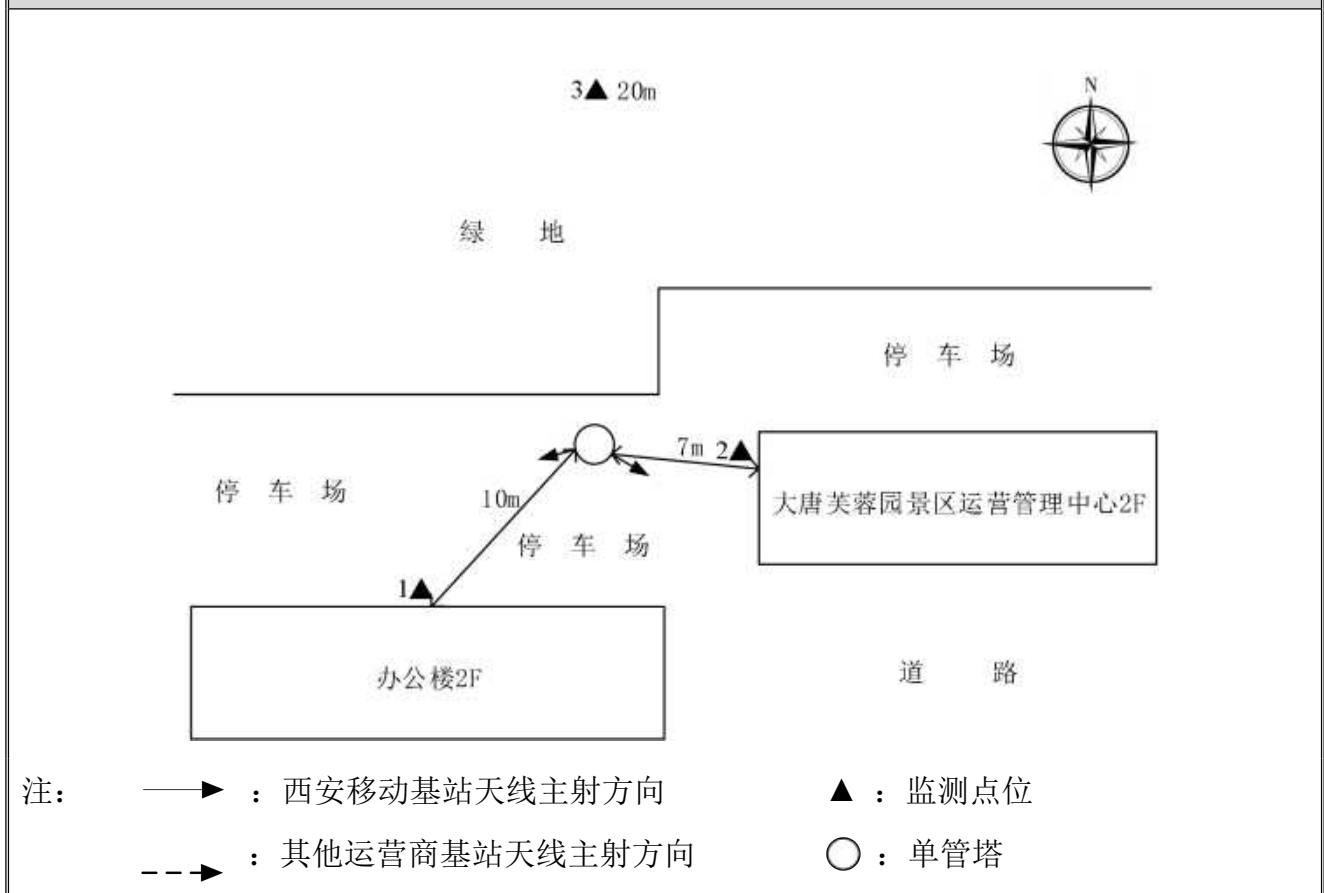 3▲ 20m
N
绿 地
停 车 场
7m 2▲
停 车 场
10m
大唐芙蓉园景区运营管理中心2F
停 车 场
1▲
办公楼2F
道 路
注： ：西安移动基站天线主射方向 ▲ ：监测点位
：其他运营商基站天线主射方向 ○ ：单管塔